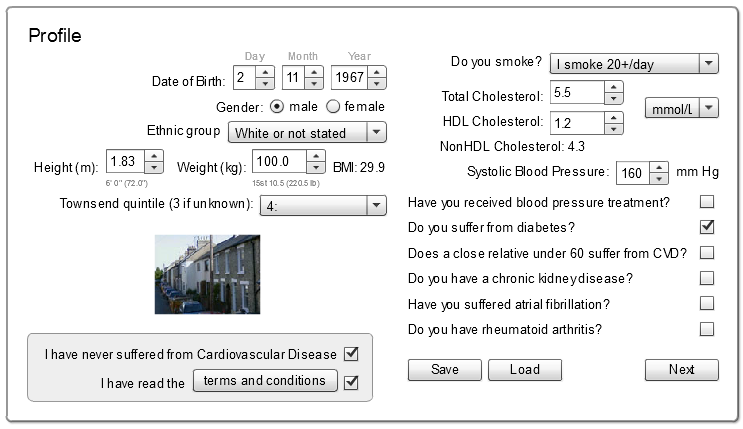 Profile
Day Month Year
Date of Birth: 2 11 1967
Gender: male female
Ethnic group White or not stated
Height (m): 1.83 Weight (kg): 100.0 BMI: 29.9
6' 0" (72.0") 15st 10.5 (220.5 lb)
Townsend quintile (3 if unknown): 4:
I have never suffered from Cardiovascular Disease
I have read the terms and conditions
Do you smoke? I smoke 20+/day
Total Cholesterol: 5.5
HDL Cholesterol: 1.2 mmol/L
NonHDL Cholesterol: 4.3
Systolic Blood Pressure: 160 mm Hg
Have you received blood pressure treatment?
Do you suffer from diabetes?
Does a close relative under 60 suffer from CVD?
Do you have a chronic kidney disease?
Have you suffered atrial fibrillation?
Do you have rheumatoid arthritis?
Save Load Next